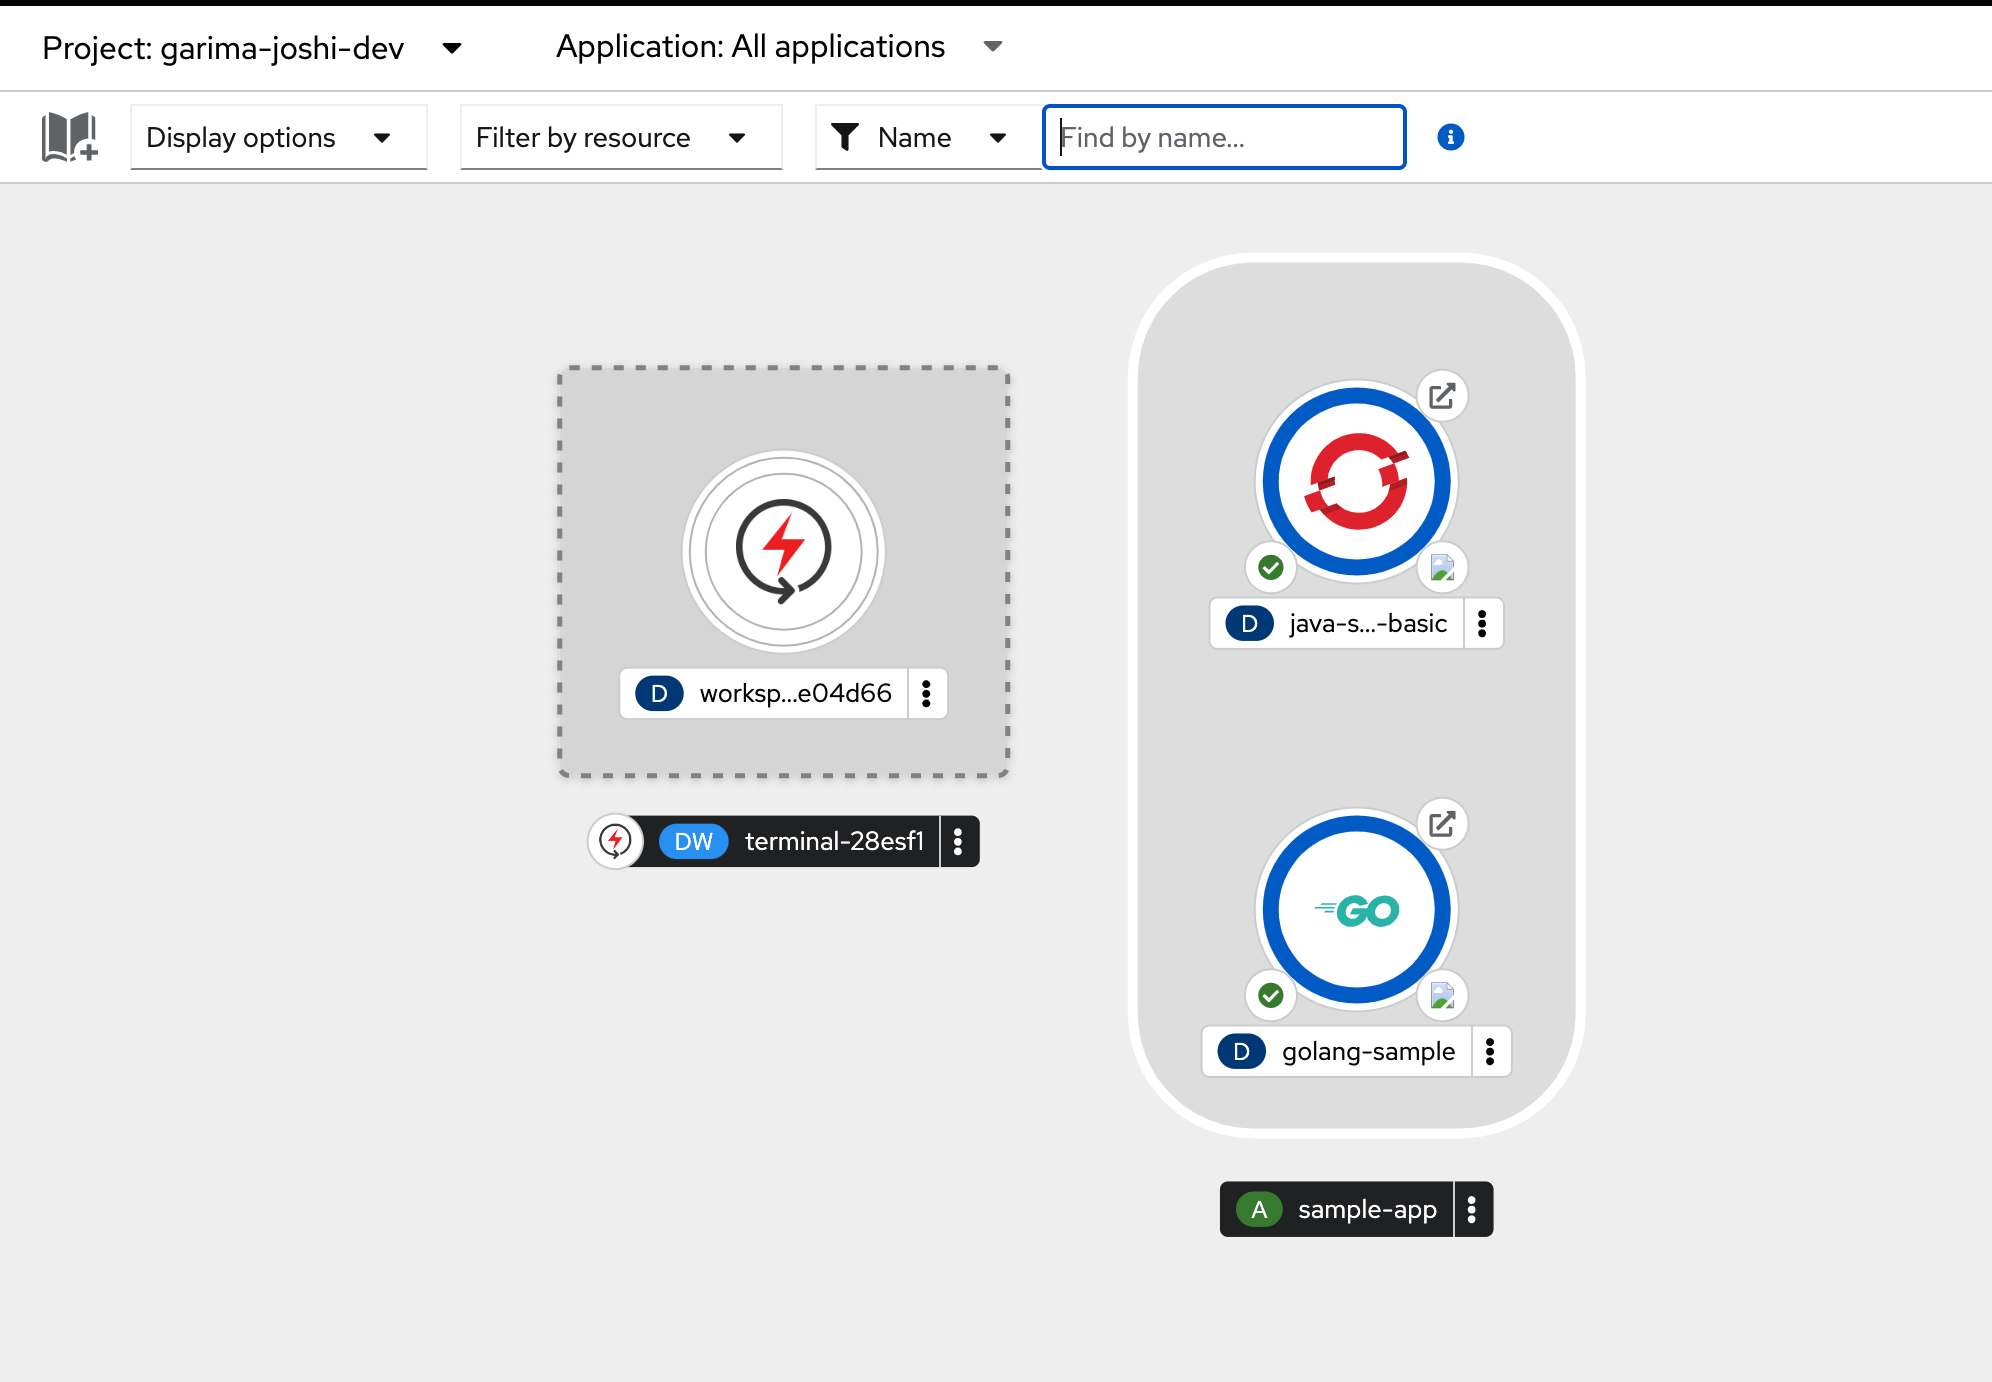 Project: garima-joshi-dev
Application: All applications
Display options
Filter by resource
Name
Find by name...
D worksp...e04d66
DW terminal-28esf1
D java-s...-basic
GO
D golang-sample
A sample-app